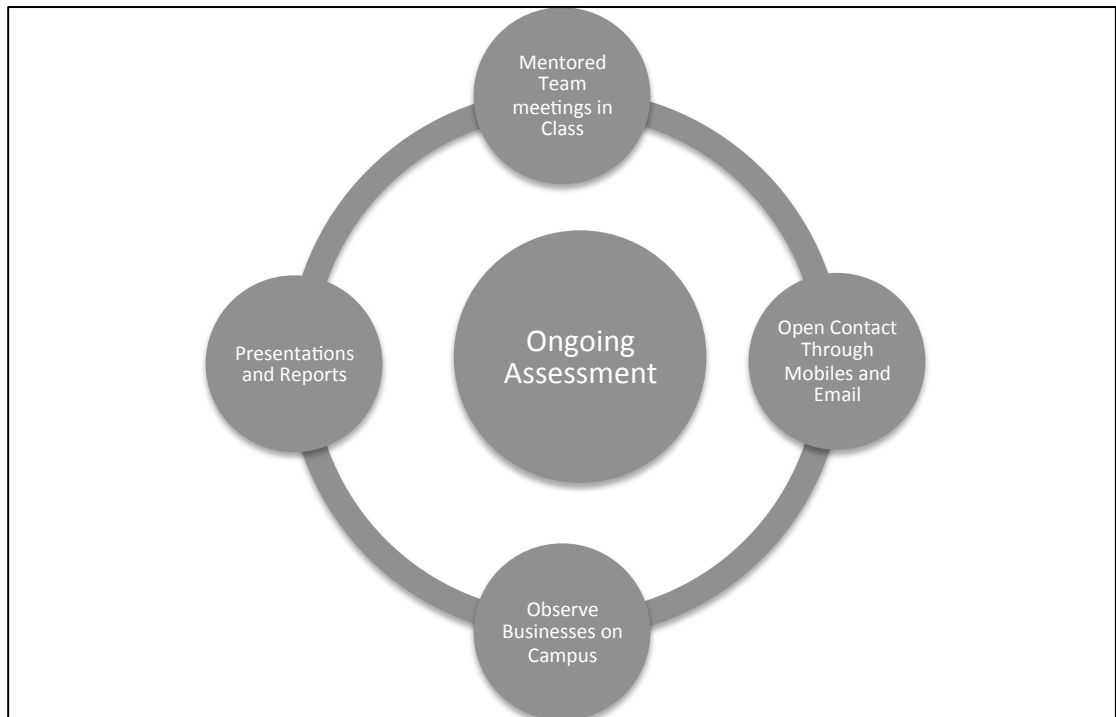 Mentored
Team
meetings in
Class
Ongoing
Assessment
Open Contact
Through
Mobiles and
Email
Presentations
and Reports
Observe
Businesses on
Campus